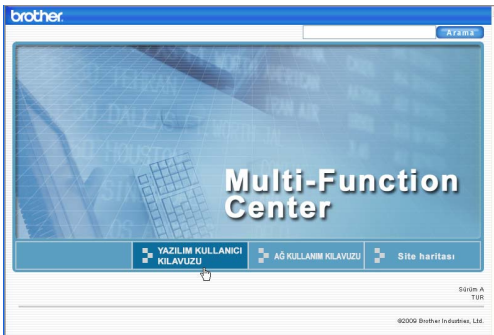 brother
Arama
Multi-Function
Center
YAZILIM KULLANICI
KILAVUZU
AĞ KULLANIM KILAVUZU
Site haritası
Sürüm A
TUR
©2009 Brother Industries, Ltd.